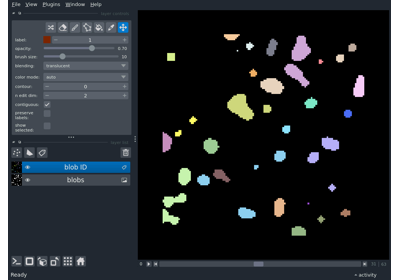 File View Plugins Window Help
label: 1
opacity: 0.70
brush size: 10
blending: translucent
color mode: auto
contour: 0
n edit dim: 2
contiguous:
preserve labels:
show selected:
blob ID
blobs
Ready
activity